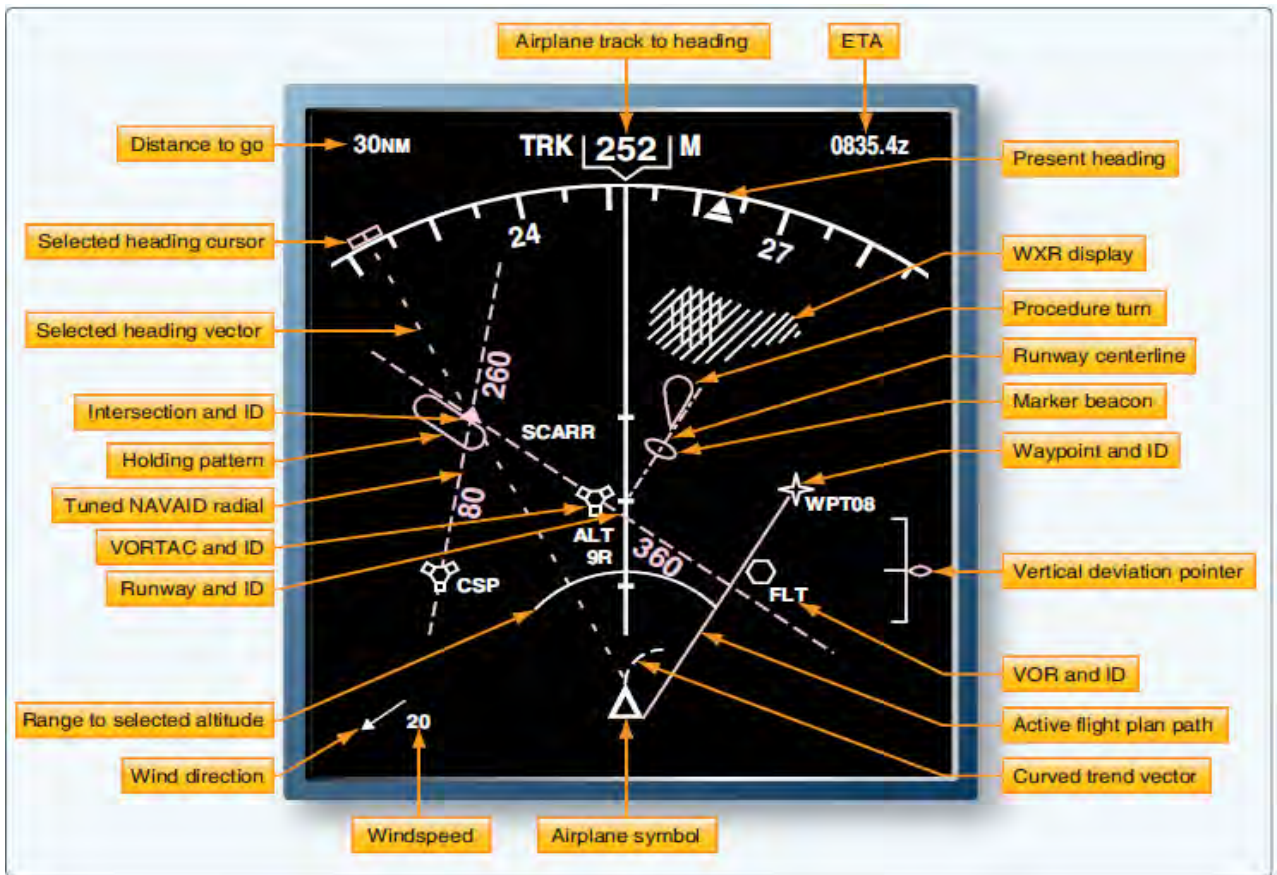 Airplane track to heading
ETA
Distance to go
30NM
TRK 252 M
0835.4z
Present heading
Selected heading cursor
24
27
WXR display
Selected heading vector
Procedure turn
260
Runway centerline
Intersection and ID
Marker beacon
SCARR
Holding pattern
Waypoint and ID
Tuned NAVAID radial
80
WPT08
VORTAC and ID
ALT
9R
360
Runway and ID
CSP
FLT
Vertical deviation pointer
VOR and ID
Range to selected altitude
20
Active flight plan path
Wind direction
Curved trend vector
Windspeed
Airplane symbol